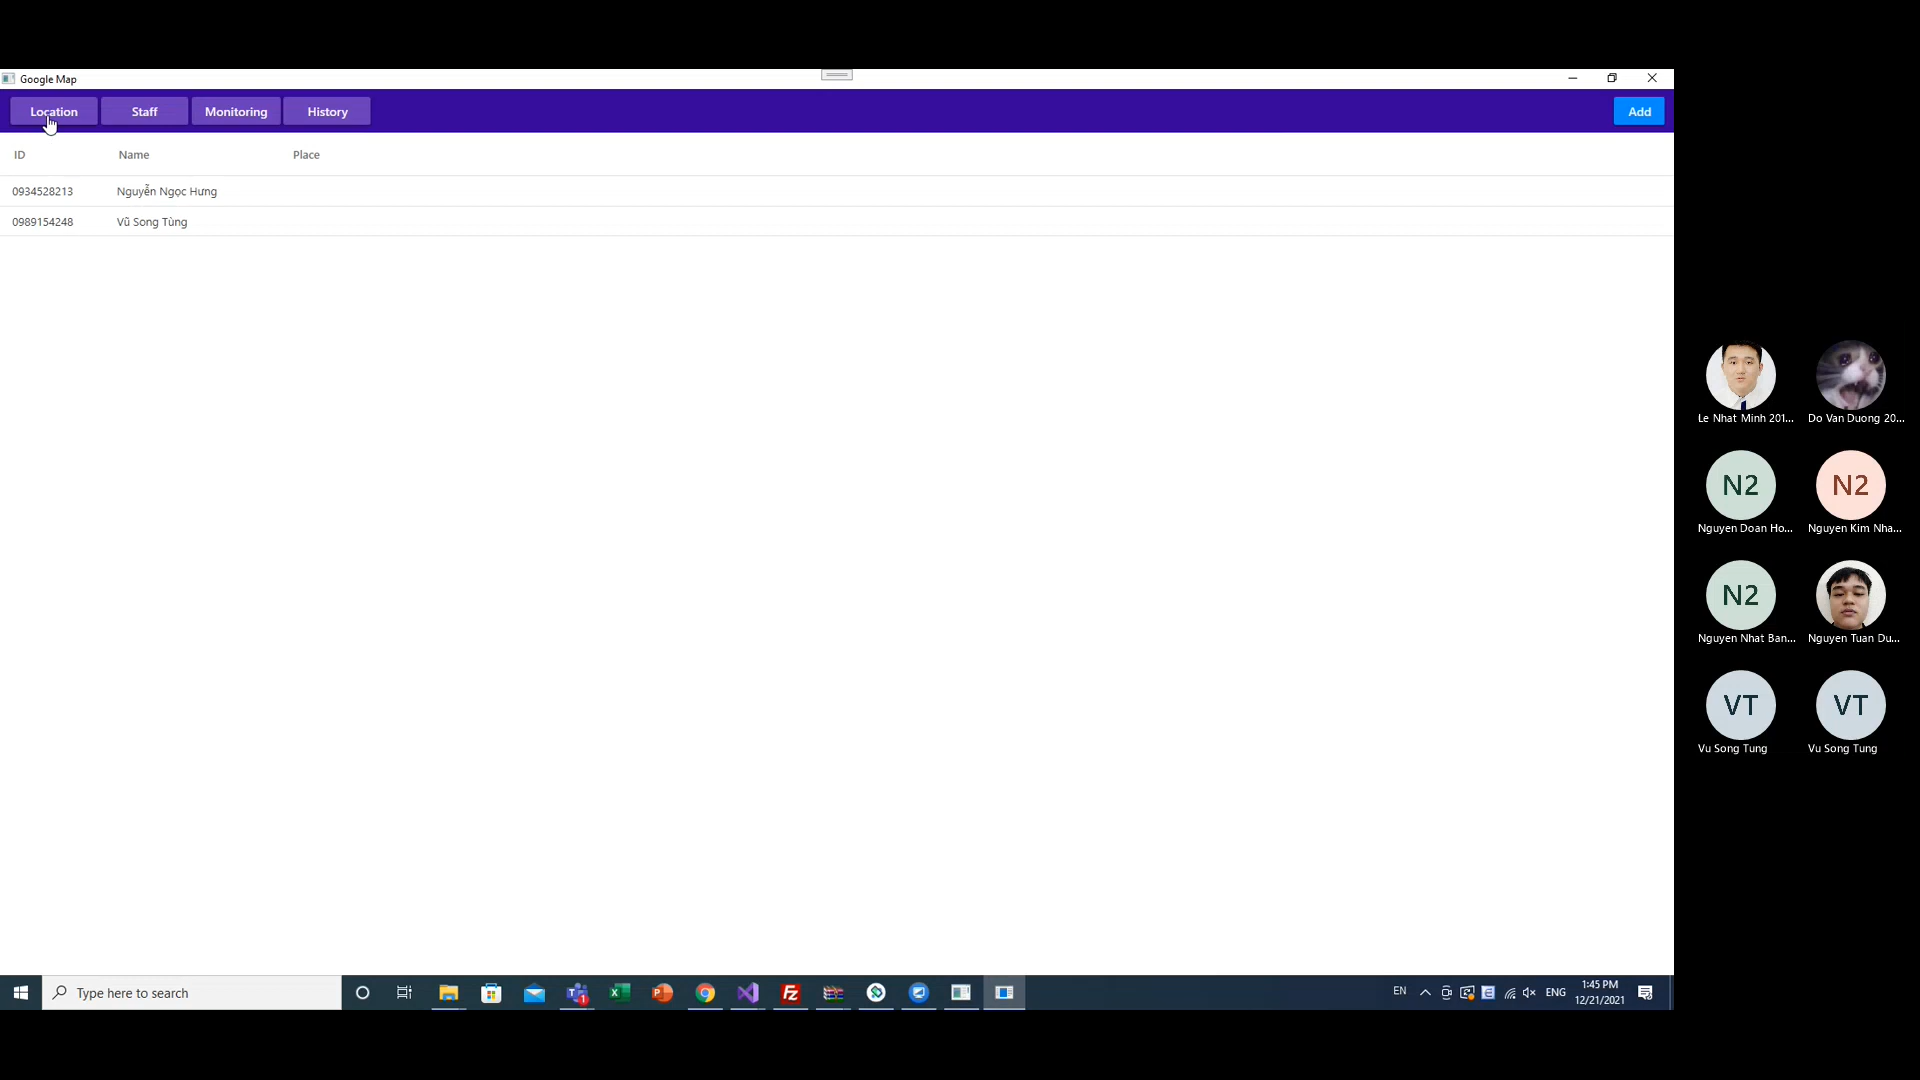 Google Map
Location Staff Monitoring History Add
ID Name Place
0934528213 Nguyễn Ngọc Hưng
0989154248 Vũ Song Tùng
Le Nhat Minh 201... Do Van Duong 20...
N2 N2
Nguyen Doan Ho... Nguyen Kim Nha...
N2
Nguyen Nhat Ban... Nguyen Tuan Du...
VT VT
Vu Song Tung Vu Song Tung
Type here to search
1
EN ENG 1:45 PM
12/21/2021